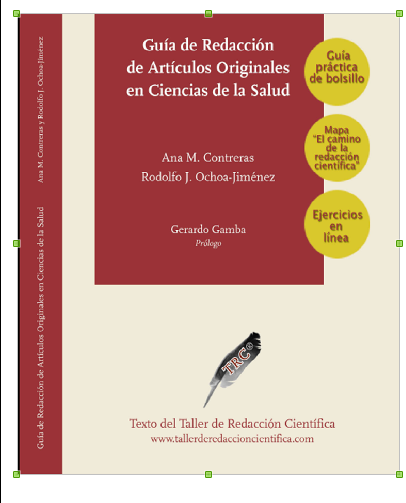 Guía de Redacción de Artículos Originales en Ciencias de la Salud
Ana M. Contreras y Rodolfo J. Ochoa-Jiménez
Guía de Redacción
de Artículos Originales
en Ciencias de la Salud
Ana M. Contreras
Rodolfo J. Ochoa-Jiménez
Gerardo Gamba
Prólogo
Guía
práctica
de bolsillo
Mapa
"El camino
de la
redacción
científica"
Ejercicios
en
línea
TRC®
Texto del Taller de Redacción Científica
www.tallerderedaccioncientifica.com